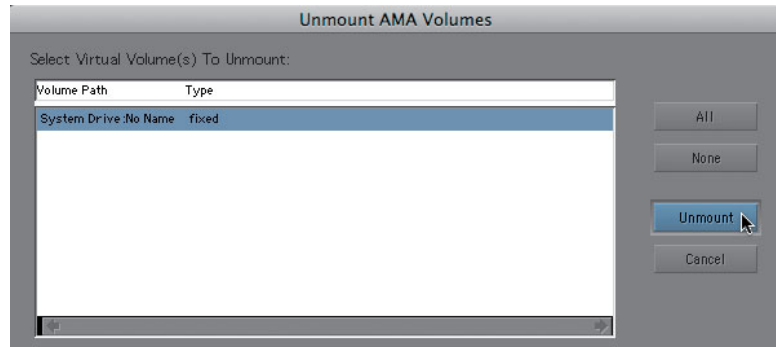 Unmount AMA Volumes
Select Virtual Volume(s) To Unmount:
Volume Path Type
System Drive:No Name fixed
All
None
Unmount
Cancel